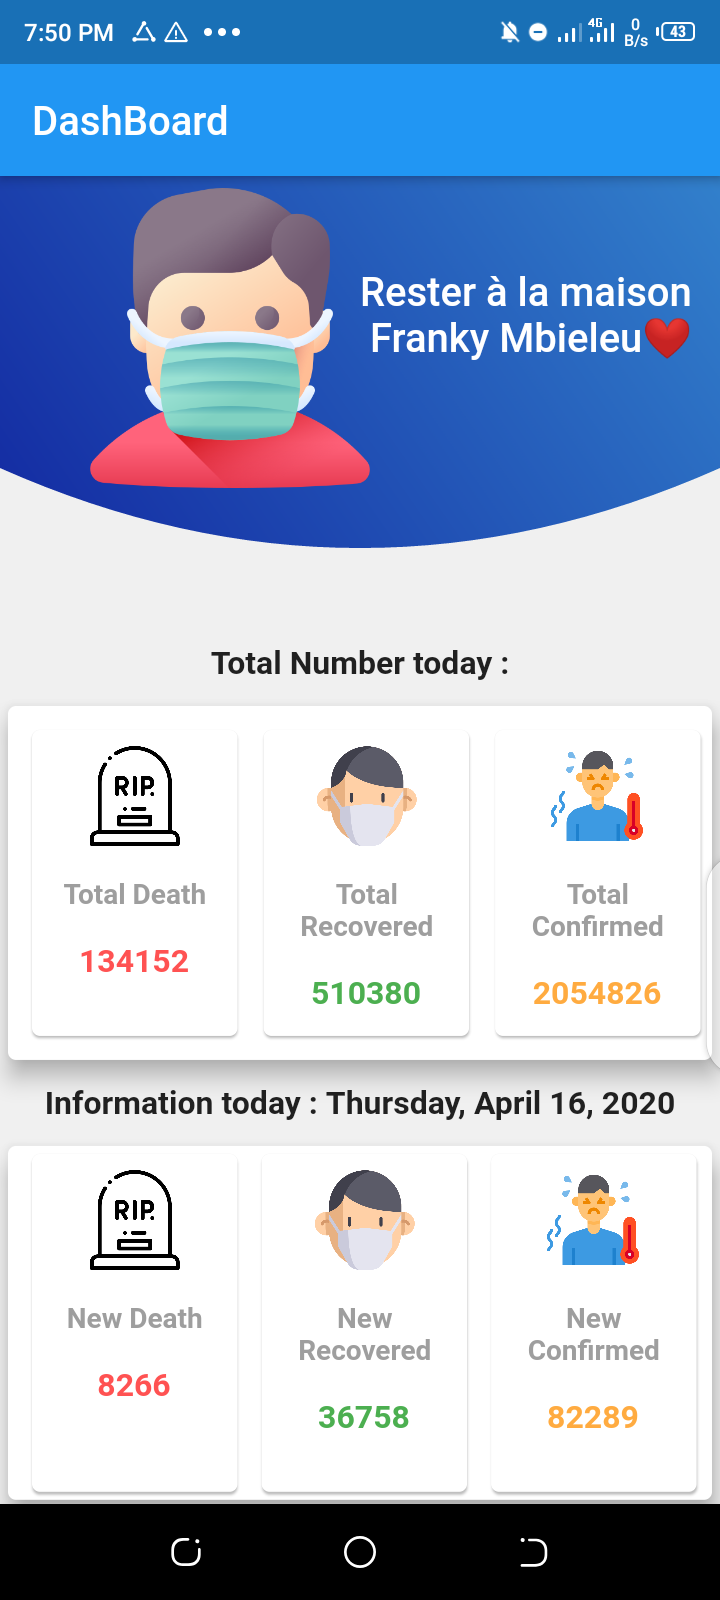 7:50 PM
4G
0
B/s
43
DashBoard
Rester à la maison
Franky Mbieleu❤️
Total Number today :
RIP.
Total Death
134152
Total
Recovered
510380
Total
Confirmed
2054826
Information today : Thursday, April 16, 2020
RIP.
New Death
8266
New
Recovered
36758
New
Confirmed
82289